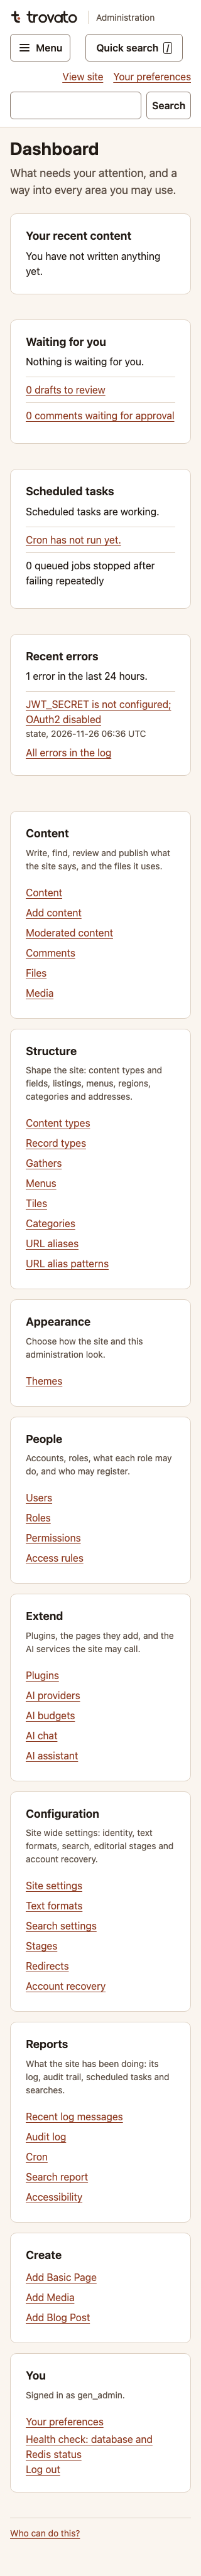 trovato
Administration
Menu
Quick search /
View site Your preferences
Search
Dashboard
What needs your attention, and a
way into every area you may use.
Your recent content
You have not written anything
yet.
Waiting for you
Nothing is waiting for you.
0 drafts to review
0 comments waiting for approval
Scheduled tasks
Scheduled tasks are working.
Cron has not run yet.
0 queued jobs stopped after
failing repeatedly
Recent errors
1 error in the last 24 hours.
JWT_SECRET is not configured;
OAuth2 disabled
state, 2026-11-26 06:36 UTC
All errors in the log
Content
Write, find, review and publish what
the site says, and the files it uses.
Content
Add content
Moderated content
Comments
Files
Media
Structure
Shape the site: content types and
fields, listings, menus, regions,
categories and addresses.
Content types
Record types
Gathers
Menus
Tiles
Categories
URL aliases
URL alias patterns
Appearance
Choose how the site and this
administration look.
Themes
People
Accounts, roles, what each role may
do, and who may register.
Users
Roles
Permissions
Access rules
Extend
Plugins, the pages they add, and the
AI services the site may call.
Plugins
AI providers
AI budgets
AI chat
AI assistant
Configuration
Site wide settings: identity, text
formats, search, editorial stages and
account recovery.
Site settings
Text formats
Search settings
Stages
Redirects
Account recovery
Reports
What the site has been doing: its
log, audit trail, scheduled tasks and
searches.
Recent log messages
Audit log
Cron
Search report
Accessibility
Create
Add Basic Page
Add Media
Add Blog Post
You
Signed in as gen_admin.
Your preferences
Health check: database and
Redis status
Log out
Who can do this?